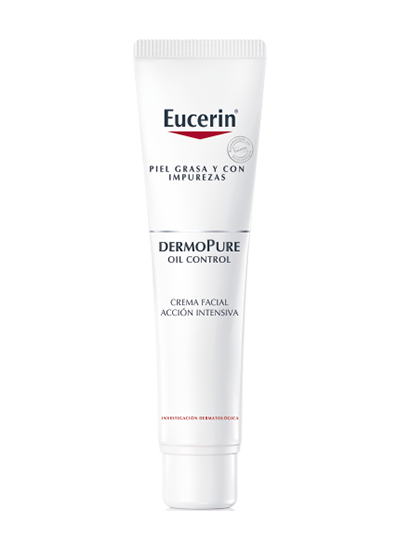 Eucerin®
PIEL GRASA Y CON
IMPUREZAS
DERMOPURE
OIL CONTROL
CREMA FACIAL
ACCIÓN INTENSIVA
INVESTIGACIÓN DERMATOLÓGICA